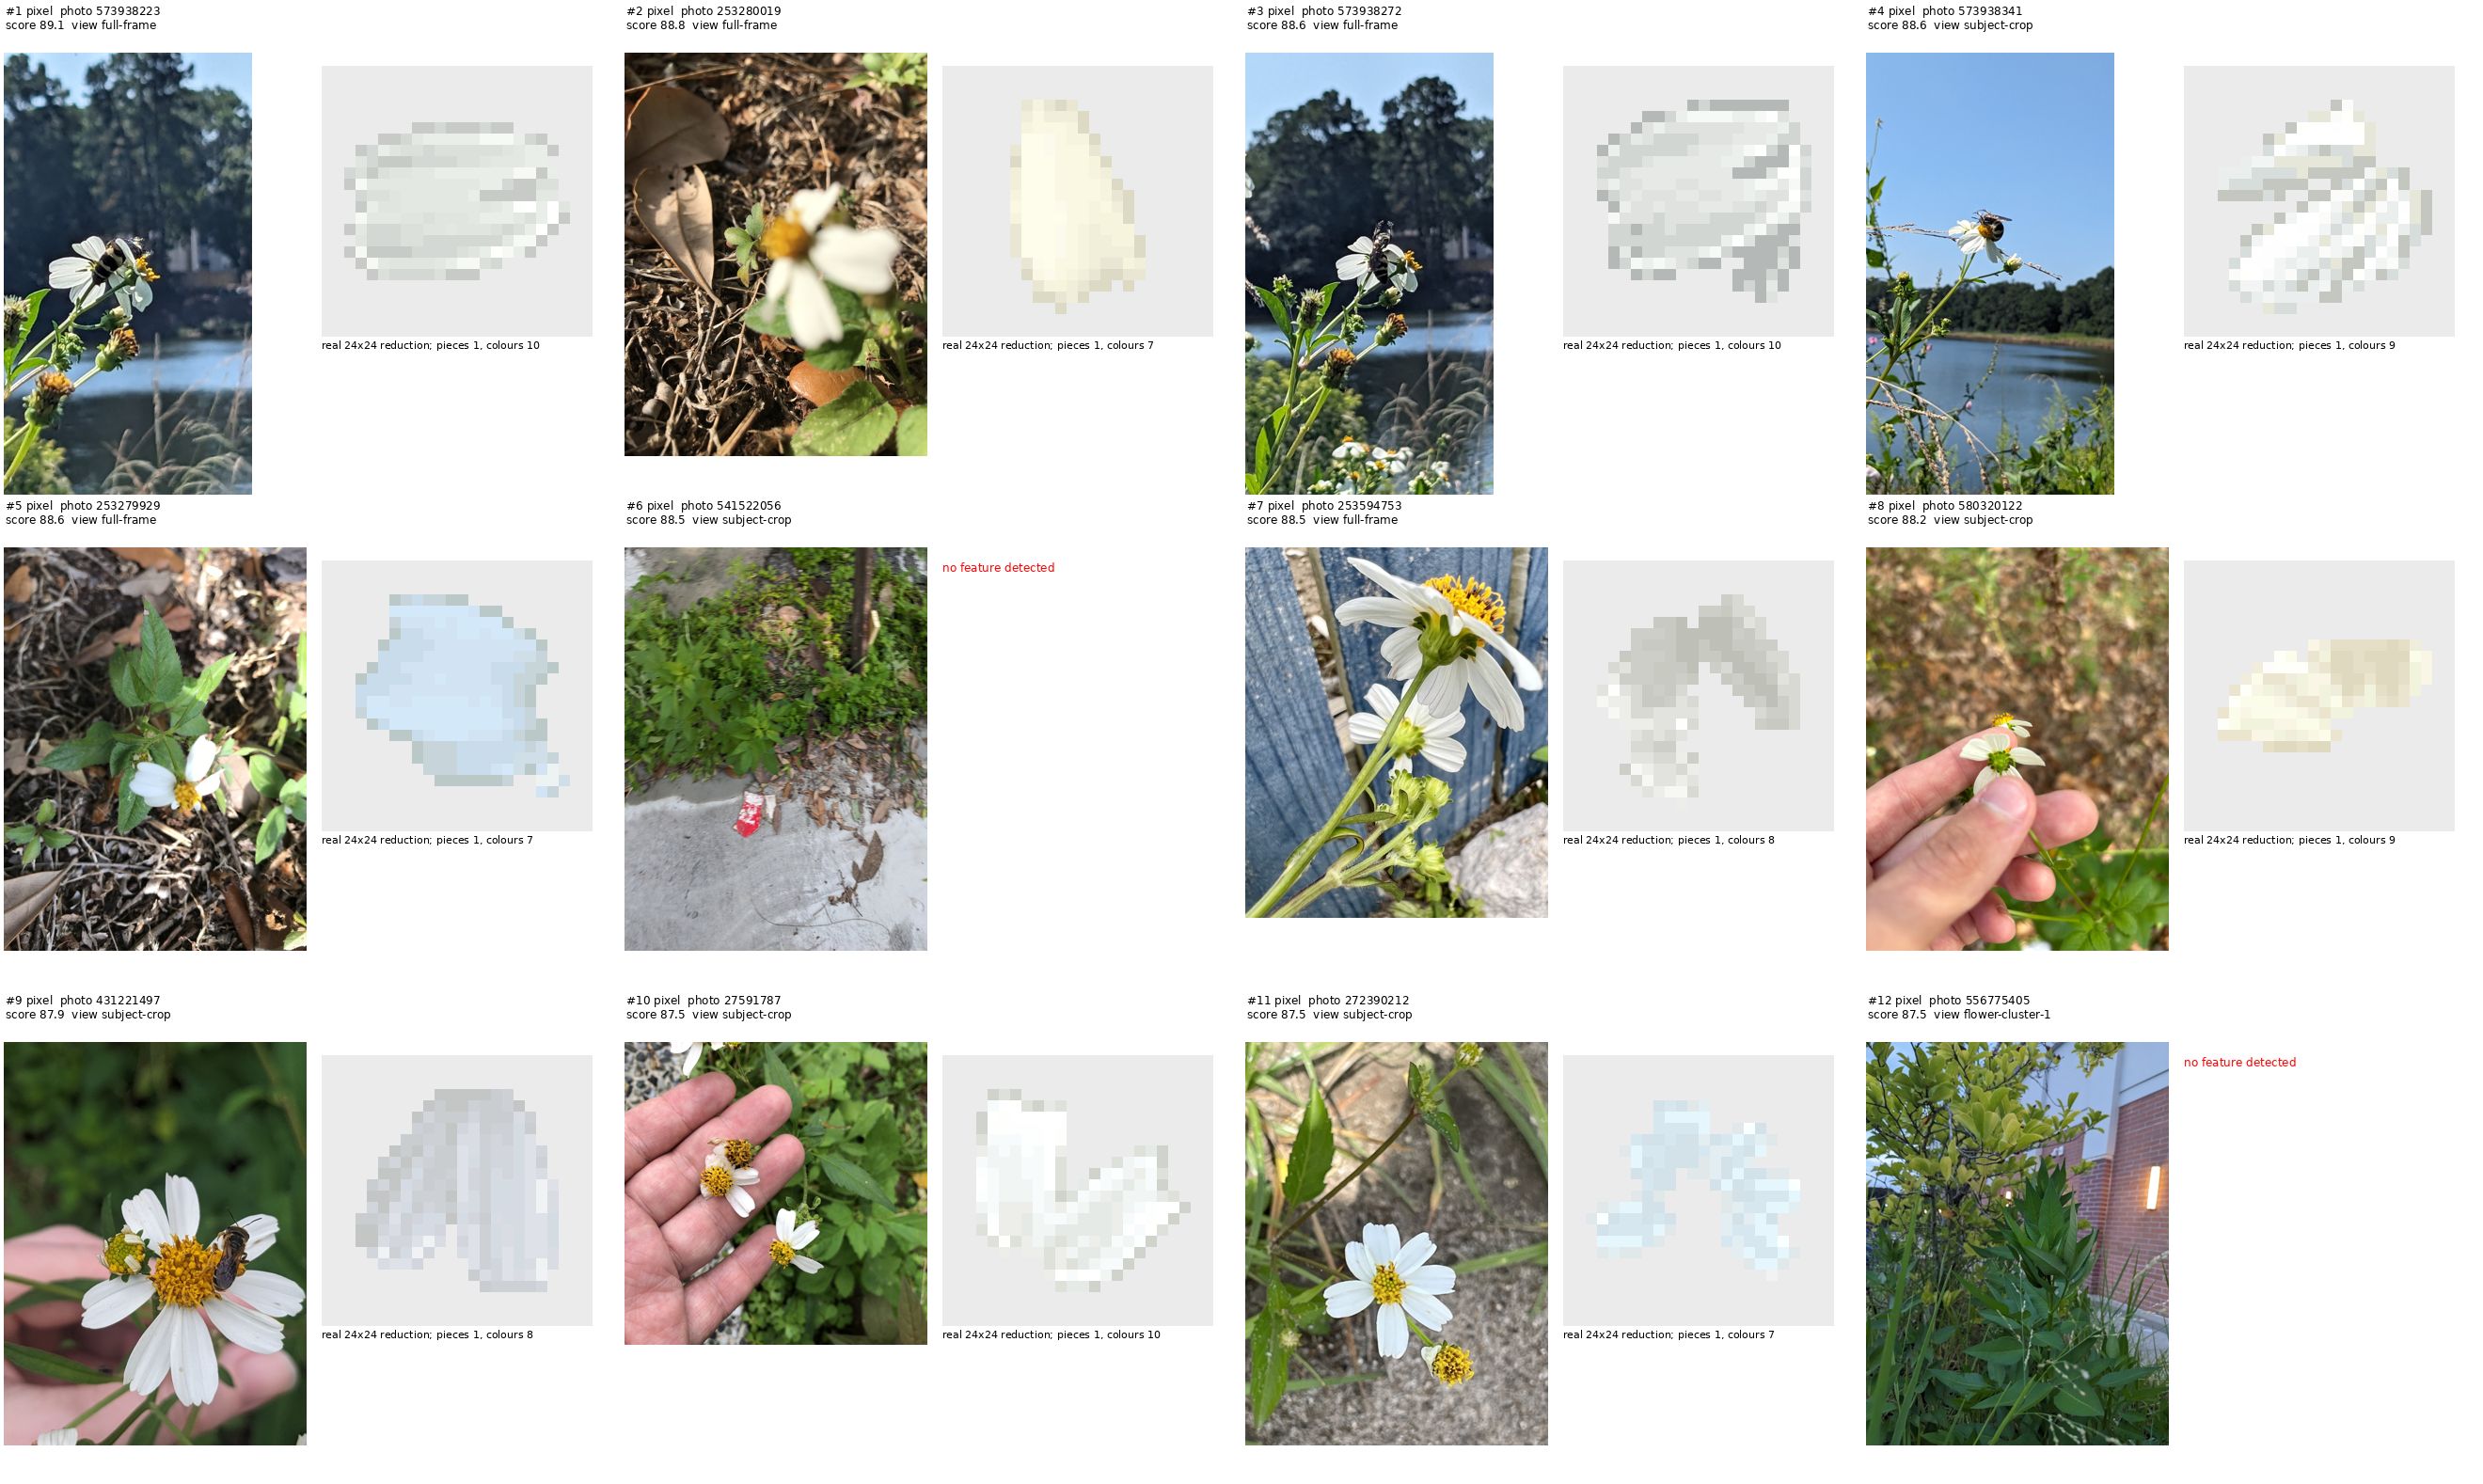 #1 pixel  photo 573938223
score 89.1  view full-frame
real 24x24 reduction; pieces 1, colours 10
#2 pixel  photo 253280019
score 88.8  view full-frame
real 24x24 reduction; pieces 1, colours 7
#3 pixel  photo 573938272
score 88.6  view full-frame
real 24x24 reduction; pieces 1, colours 10
#4 pixel  photo 573938341
score 88.6  view subject-crop
real 24x24 reduction; pieces 1, colours 9
#5 pixel  photo 253279929
score 88.6  view full-frame
real 24x24 reduction; pieces 1, colours 7
#6 pixel  photo 541522056
score 88.5  view subject-crop
no feature detected
#7 pixel  photo 253594753
score 88.5  view full-frame
real 24x24 reduction; pieces 1, colours 8
#8 pixel  photo 580320122
score 88.2  view subject-crop
real 24x24 reduction; pieces 1, colours 9
#9 pixel  photo 431221497
score 87.9  view subject-crop
real 24x24 reduction; pieces 1, colours 8
#10 pixel  photo 27591787
score 87.5  view subject-crop
real 24x24 reduction; pieces 1, colours 10
#11 pixel  photo 272390212
score 87.5  view subject-crop
real 24x24 reduction; pieces 1, colours 7
#12 pixel  photo 556775405
score 87.5  view flower-cluster-1
no feature detected